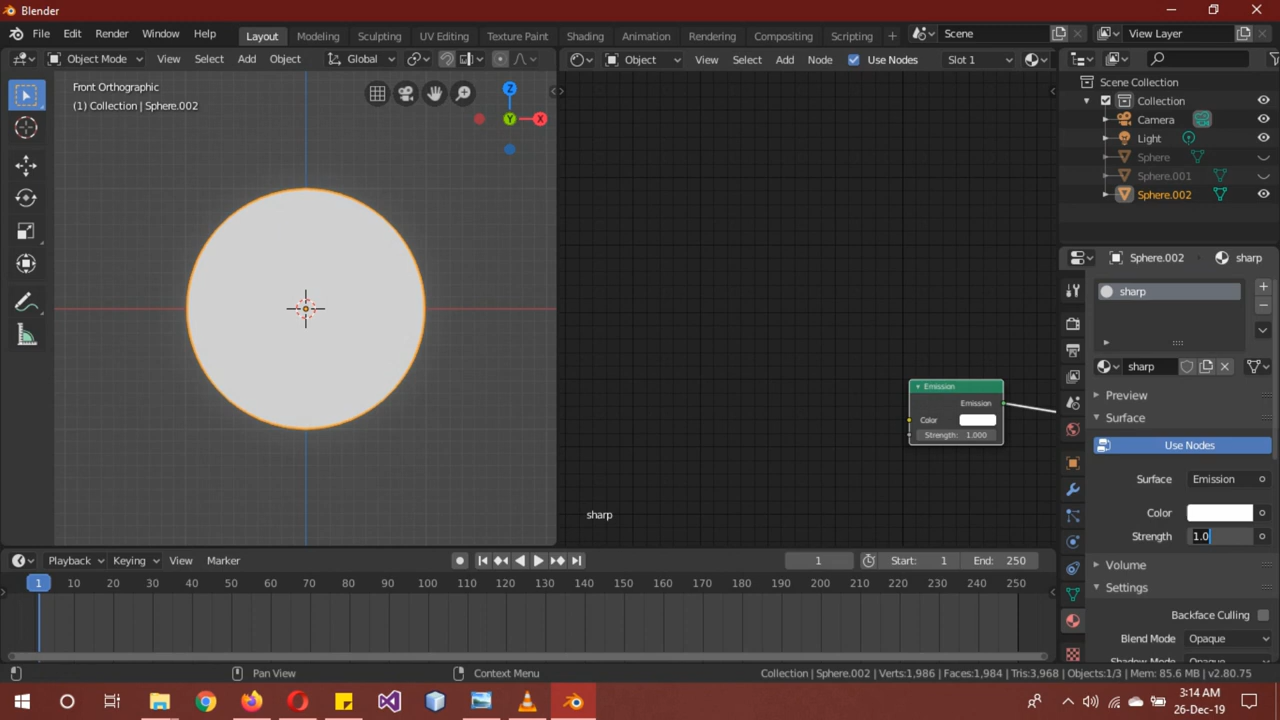 Blender
File Edit Render Window Help Layout Modeling Sculpting UV Editing Texture Paint Shading Animation Rendering Compositing Scripting + Scene View Layer
Object Mode View Select Add Object Global Object View Select Add Node Use Nodes Slot 1
Front Orthographic
(1) Collection | Sphere.002
Z
Y
X
Scene Collection
Collection
Camera
Light
Sphere
Sphere.001
Sphere.002
Sphere.002 sharp
sharp
sharp
Preview
Surface
Use Nodes
Surface Emission
Color
Strength 1.0
Volume
Settings
Backface Culling
Blend Mode Opaque
Emission
Emission
Color
Strength: 1.000
sharp
Playback Keying View Marker 1 Start: 1 End: 250
1 10 20 30 40 50 60 70 80 90 100 110 120 130 140 150 160 170 180 190 200 210 220 230 240 250
Pan View Context Menu Collection | Sphere.002 | Verts:1,986 | Faces:1,984 | Tris:3,968 | Objects:1/3 | Mem: 85.6 MB | v2.80.75
3:14 AM
26-Dec-19